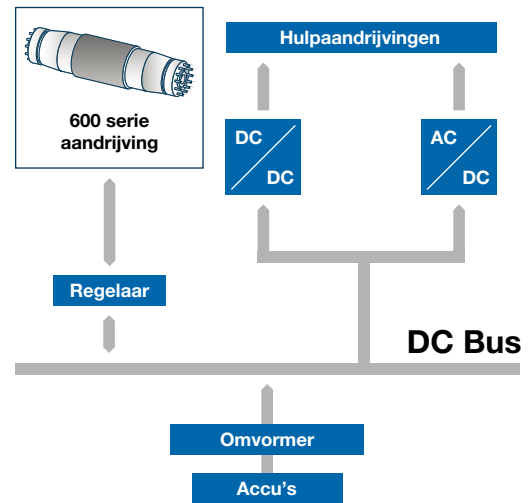 600 serie
aandrijving
Hulpaandrijvingen
DC
DC
AC
DC
Regelaar
DC Bus
Omvormer
Accu's